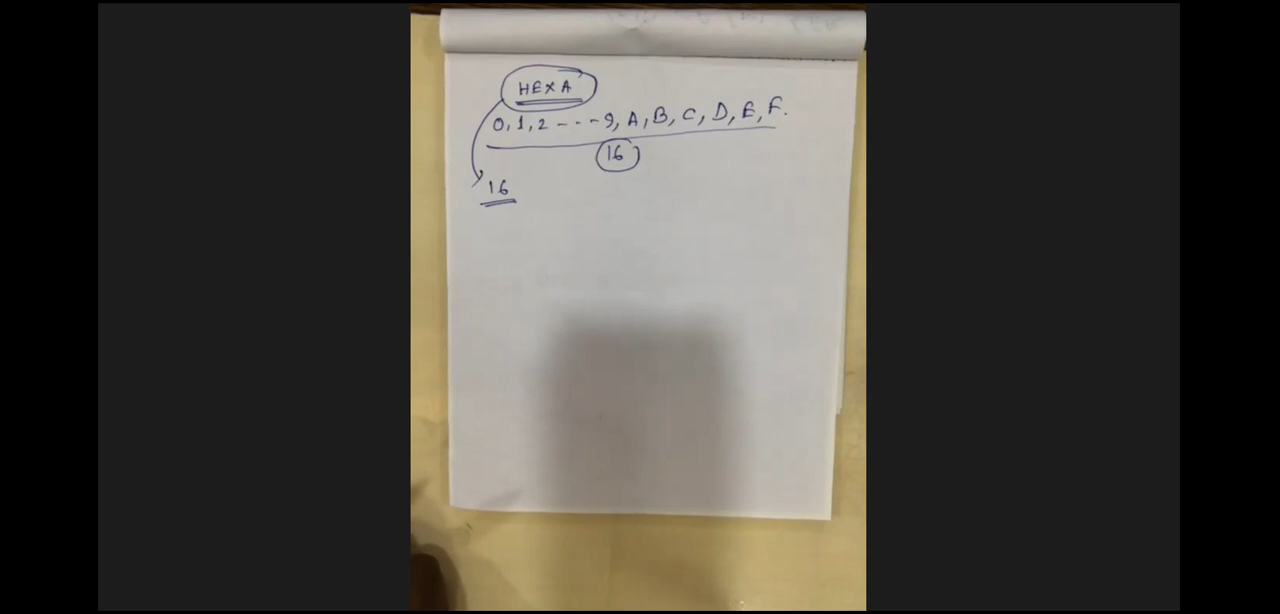 HEXA
0, 1, 2 - - - 9, A, B, C, D, E, F.
16
16